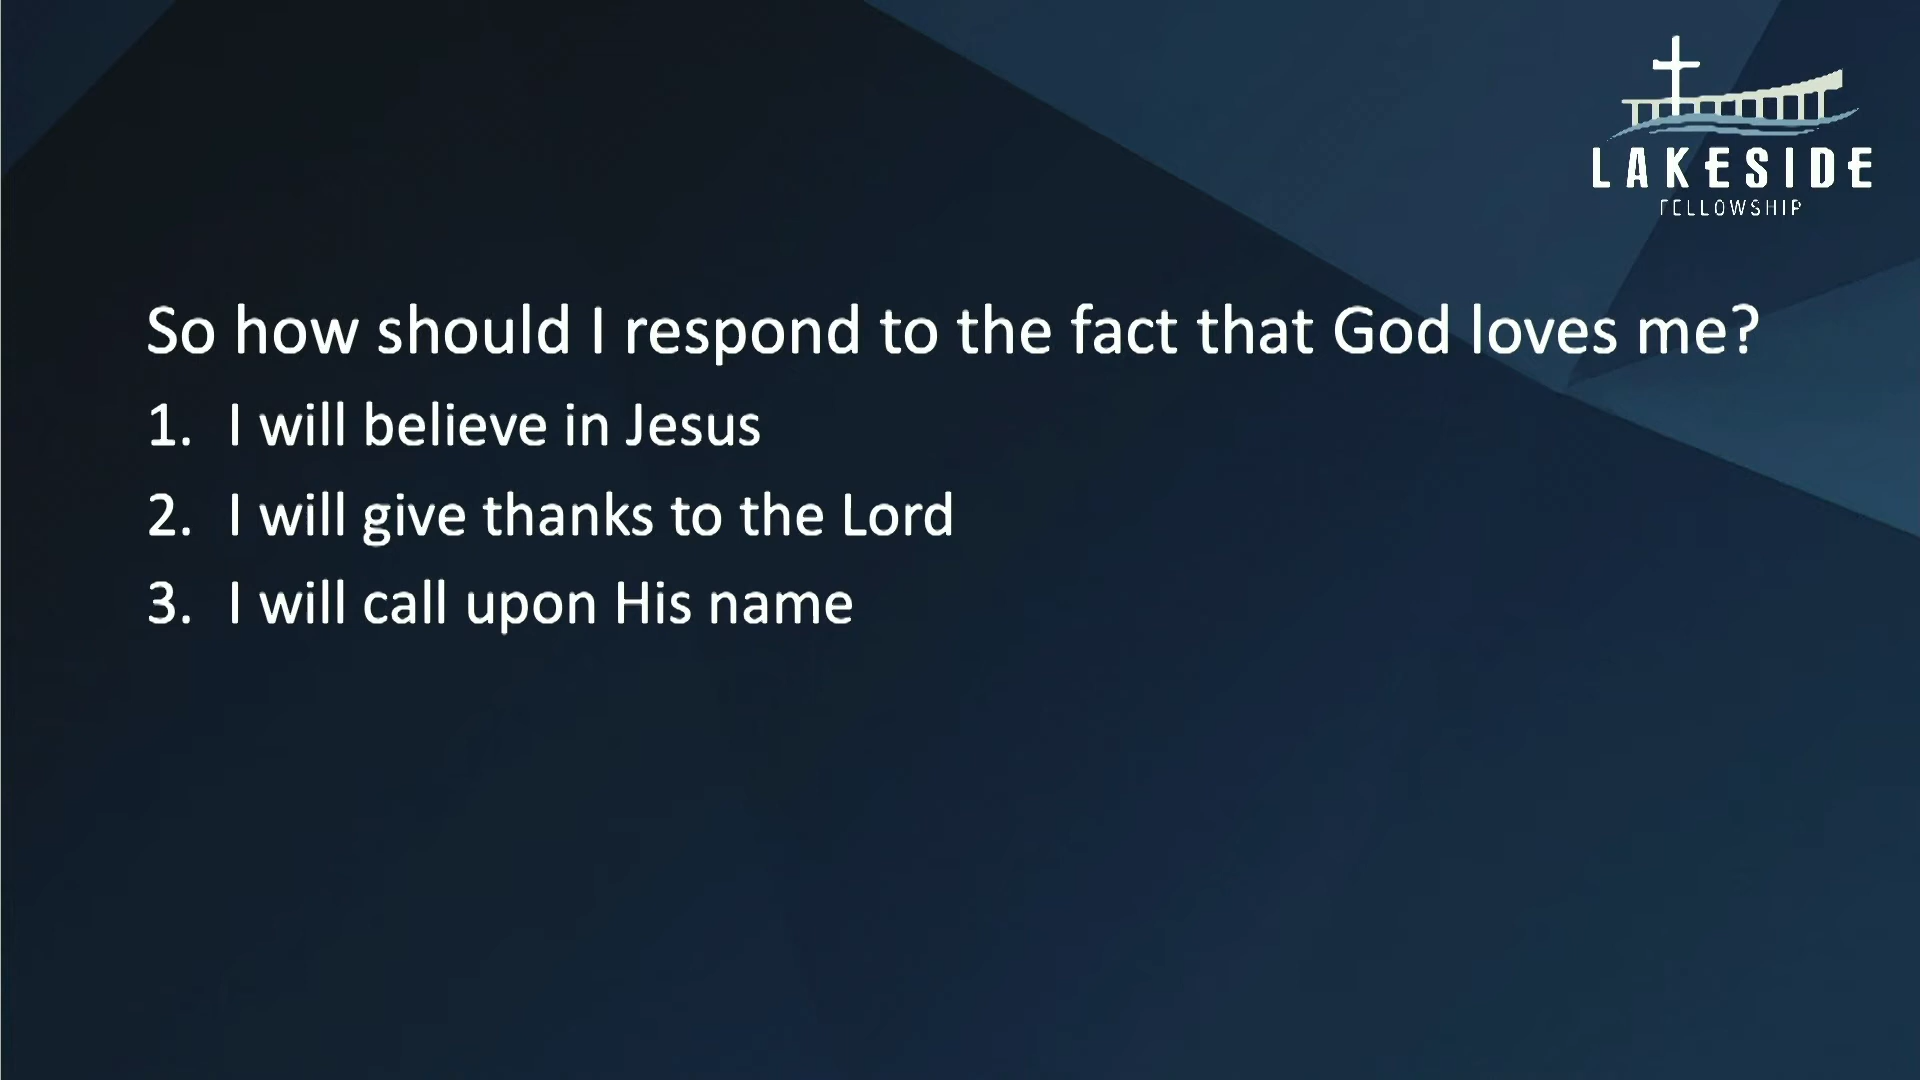 LAKESIDE
FELLOWSHIP
So how should I respond to the fact that God loves me?
1. I will believe in Jesus
2. I will give thanks to the Lord
3. I will call upon His name